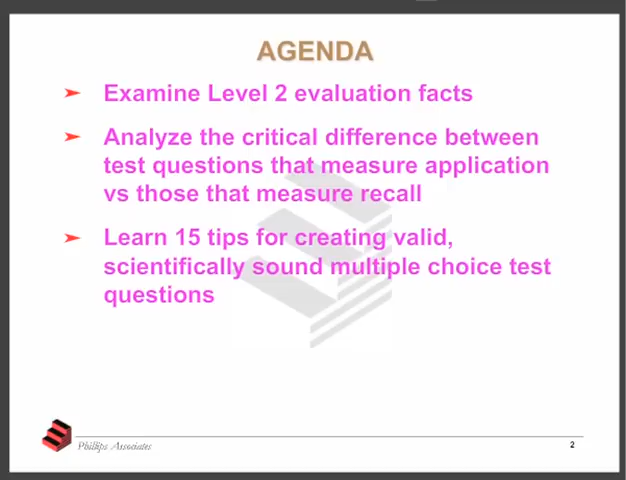 AGENDA
Examine Level 2 evaluation facts
Analyze the critical difference between
test questions that measure application
vs those that measure recall
Learn 15 tips for creating valid,
scientifically sound multiple choice test
questions
Phillips Associates
2